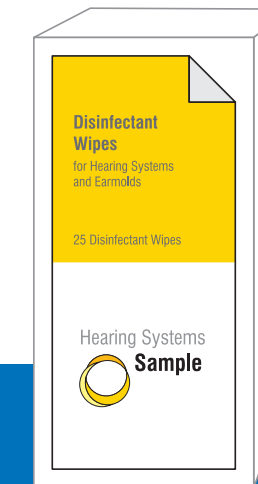 Disinfectant
Wipes
for Hearing Systems
and Earmolds
25 Disinfectant Wipes
Hearing Systems
Sample